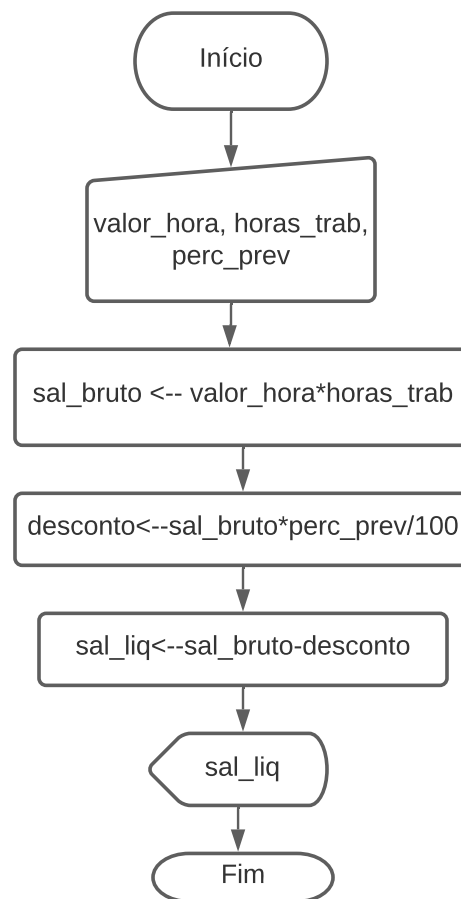 Início
valor_hora, horas_trab,
perc_prev
sal_bruto <-- valor_hora*horas_trab
desconto<--sal_bruto*perc_prev/100
sal_liq<--sal_bruto-desconto
sal_liq
Fim